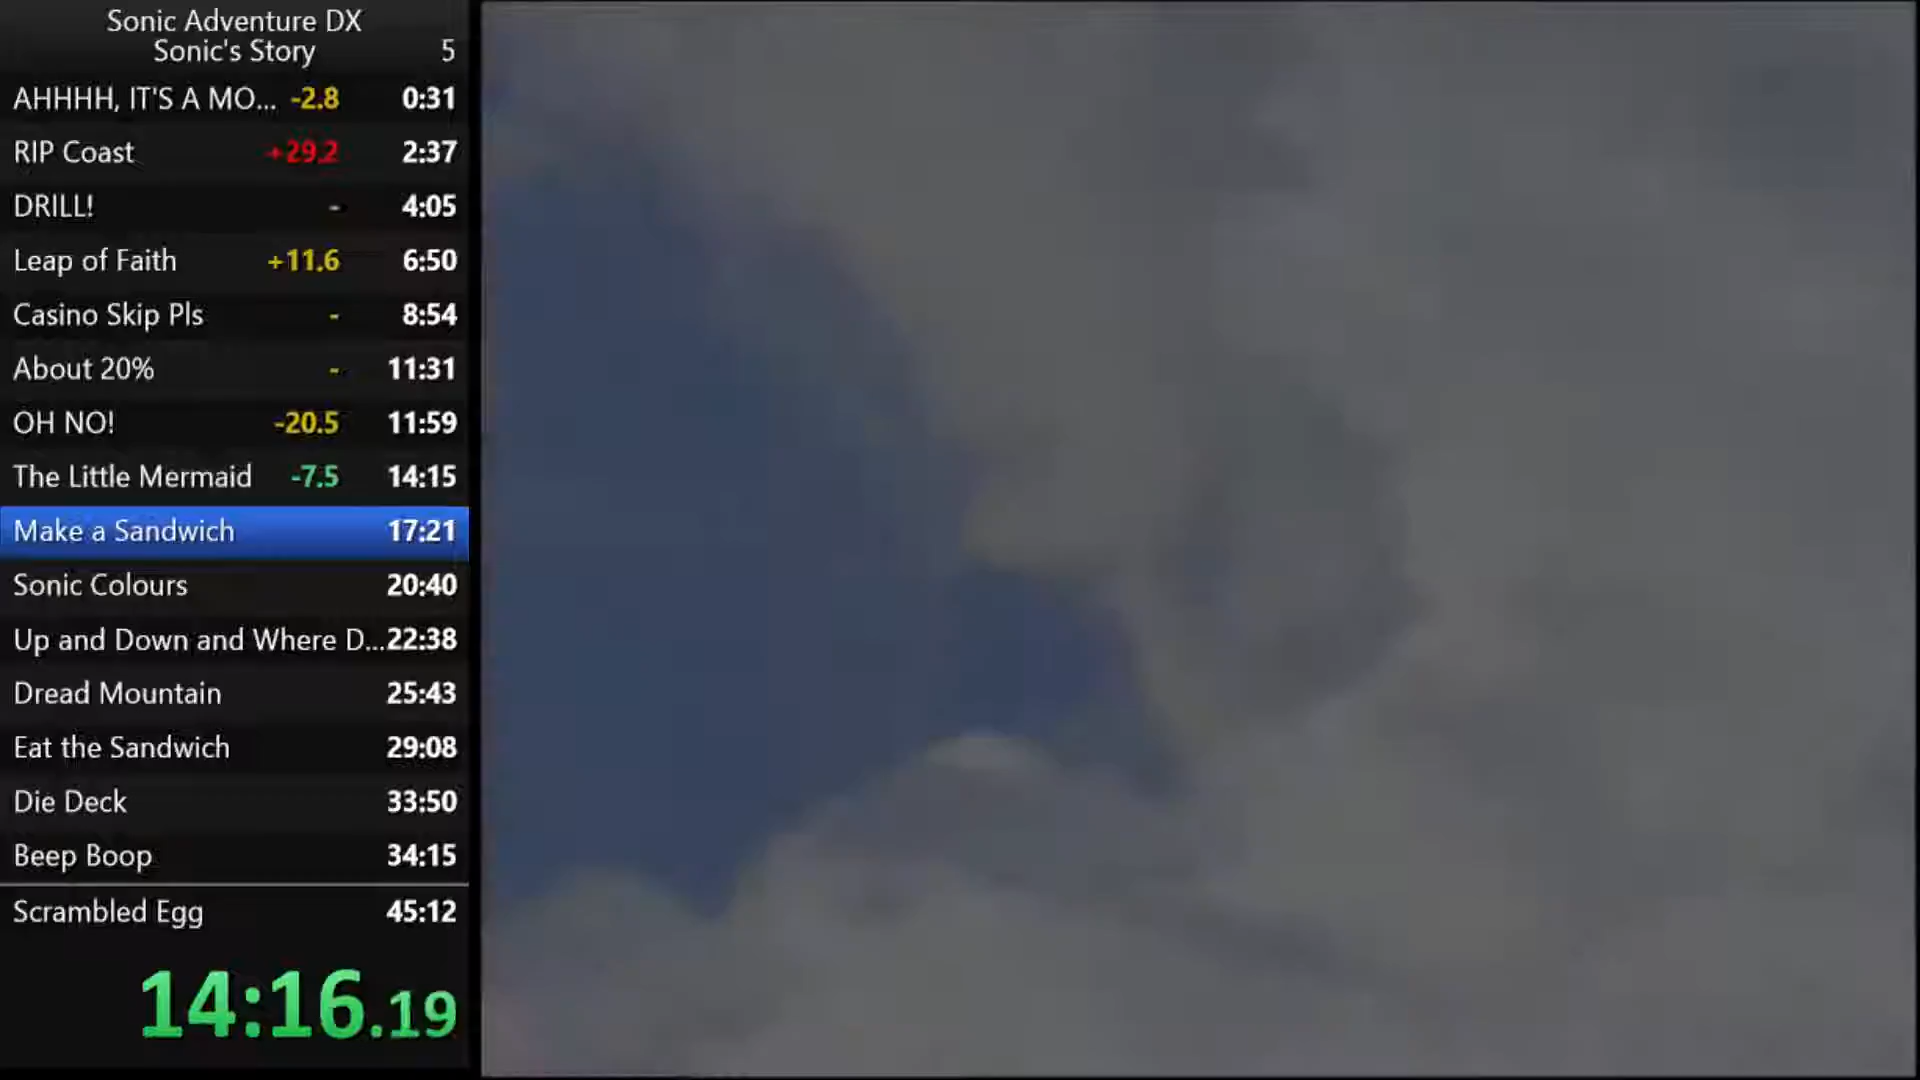 Sonic Adventure DX
Sonic's Story 5
AHHHH, IT'S A MO... -2.8 0:31
RIP Coast +29.2 2:37
DRILL! - 4:05
Leap of Faith +11.6 6:50
Casino Skip Pls - 8:54
About 20% - 11:31
OH NO! -20.5 11:59
The Little Mermaid -7.5 14:15
Make a Sandwich 17:21
Sonic Colours 20:40
Up and Down and Where D... 22:38
Dread Mountain 25:43
Eat the Sandwich 29:08
Die Deck 33:50
Beep Boop 34:15
Scrambled Egg 45:12
14:16.19